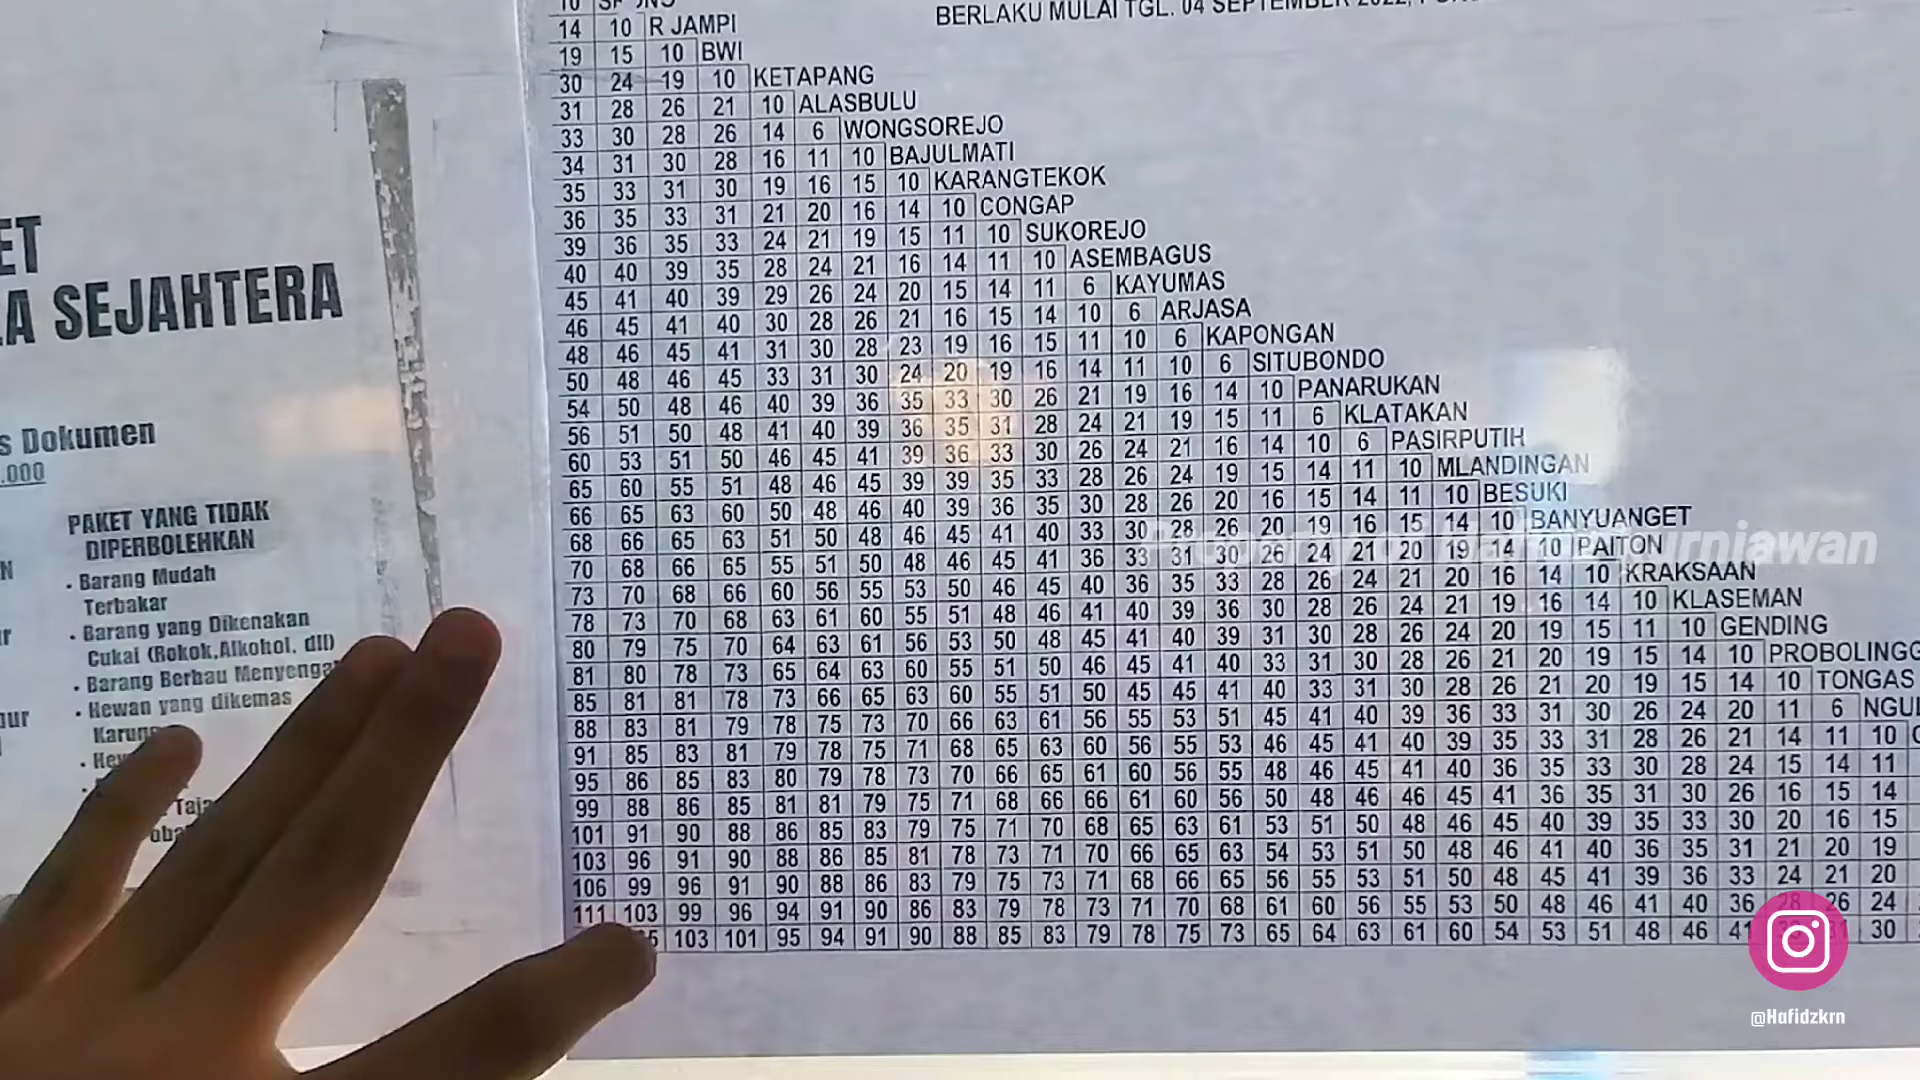 BERLAKU MULAI TGL. 04 SEPTEMBER 2022,
14 10 R JAMPI
19 15 10 BWI
30 24 19 10 KETAPANG
31 28 26 21 10 ALASBULU
33 30 28 26 14 6 WONGSOREJO
34 31 30 28 16 11 10 BAJULMATI
35 33 31 30 19 16 15 10 KARANGTEKOK
36 35 33 31 21 20 16 14 10 CONGAP
39 36 35 33 24 21 19 15 11 10 SUKOREJO
40 40 39 35 28 24 21 16 14 11 10 ASEMBAGUS
45 41 40 39 29 26 24 20 15 14 11 6 KAYUMAS
46 45 41 40 30 28 26 21 16 15 14 10 6 ARJASA
48 46 45 41 31 30 28 23 19 16 15 11 10 6 KAPONGAN
50 48 46 45 33 31 30 24 20 19 16 14 11 10 6 SITUBONDO
54 50 48 46 40 39 36 35 33 30 26 21 19 16 14 10 PANARUKAN
56 51 50 48 41 40 39 36 35 31 28 24 21 19 15 11 6 KLATAKAN
60 53 51 50 46 45 41 39 36 33 30 26 24 21 16 14 10 6 PASIRPUTIH
65 60 55 51 48 46 45 39 39 35 33 28 26 24 19 15 14 11 10 MLANDINGAN
66 65 63 60 50 48 46 40 39 36 35 30 28 26 20 16 15 14 11 10 BESUKI
68 66 65 63 51 50 48 46 45 41 40 33 30 28 26 20 19 16 15 14 10 BANYUANGET
70 68 66 65 55 51 50 48 46 45 41 36 33 31 30 26 24 21 20 19 14 10 PAITON
73 70 68 66 60 56 55 53 50 46 45 40 36 35 33 28 26 24 21 20 16 14 10 KRAKSAAN
78 73 70 68 63 61 60 55 51 48 46 41 40 39 36 30 28 26 24 21 19 16 14 10 KLASEMAN
80 79 75 70 64 63 61 56 53 50 48 45 41 40 39 31 30 28 26 24 20 19 15 11 10 GENDING
81 80 78 73 65 64 63 60 55 51 50 46 45 41 40 33 31 30 28 26 21 20 19 15 14 10 PROBOLINGG
85 81 81 78 73 66 65 63 60 55 51 50 45 45 41 40 33 31 30 28 26 21 20 19 15 14 10 TONGAS
88 83 81 79 78 75 73 70 66 63 61 56 55 53 51 45 41 40 39 36 33 31 30 26 24 20 11 6 NGU
91 85 83 81 79 78 75 71 68 65 63 60 56 55 53 46 45 41 40 39 35 33 31 28 26 21 14 11 10
95 86 85 83 80 79 78 73 70 66 65 61 60 56 55 48 46 45 41 40 36 35 33 30 28 24 15 14 11
99 88 86 85 81 81 79 75 71 68 66 66 61 60 56 50 48 46 46 45 41 36 35 31 30 26 16 15 14
101 91 90 88 86 85 83 79 75 71 70 68 65 63 61 53 51 50 48 46 45 40 39 35 33 30 20 16 15
103 96 91 90 88 86 85 81 78 73 71 70 66 65 63 54 53 51 50 48 46 41 40 36 35 31 21 20 19
106 99 96 91 90 88 86 83 79 75 73 71 68 66 65 56 55 53 51 50 48 45 41 39 36 33 24 21 20
111 103 99 96 94 91 90 86 83 79 78 73 71 70 68 61 60 56 55 53 50 48 46 41 40 36 28 26 24
103 101 95 94 91 90 88 85 83 79 78 75 73 65 64 63 61 60 54 53 51 48 46 41 31 30
ET
LA SEJAHTERA
s Dokumen
.000
PAKET YANG TIDAK
DIPERBOLEHKAN
• Barang Mudah
Terbakar
• Barang yang Dikenakan
Cukai (Rokok,Alkohol, dll)
• Barang Berbau Menyenga
• Hewan yang dikemas
Karung
Taja
oba
Property of Hafidz Kurniawan
@Hafidzkrn